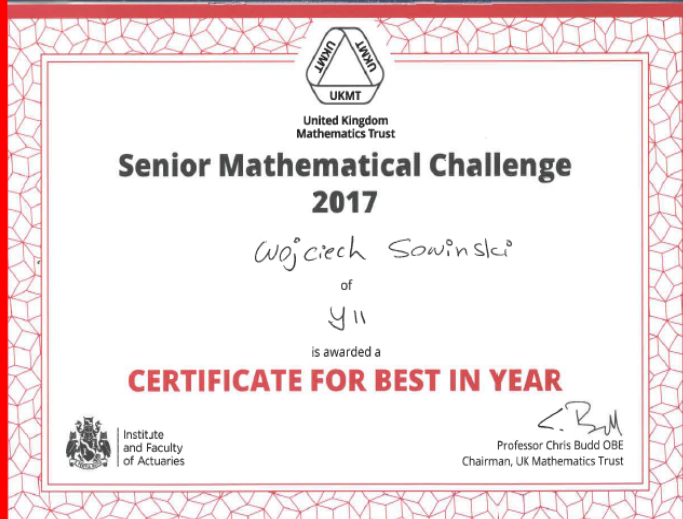 UKMT
UKMT
UKMT
United Kingdom
Mathematics Trust
Senior Mathematical Challenge
2017
Wojciech Sowinski
of
Y11
is awarded a
CERTIFICATE FOR BEST IN YEAR
Institute
and Faculty
of Actuaries
C. Budd
Professor Chris Budd OBE
Chairman, UK Mathematics Trust